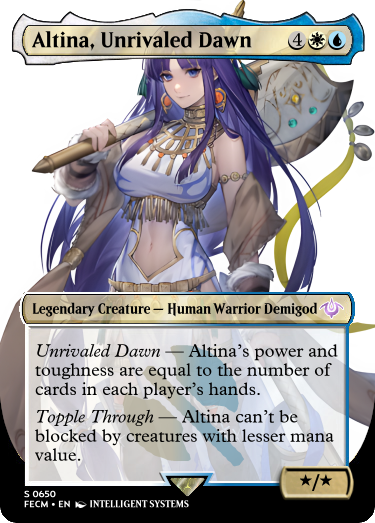 Altina, Unrivaled Dawn 4
Legendary Creature — Human Warrior Demigod
Unrivaled Dawn — Altina's power and
toughness are equal to the number of
cards in each player's hands.
Topple Through — Altina can't be
blocked by creatures with lesser mana
value.
★/★
S 0650
FECM • EN INTELLIGENT SYSTEMS